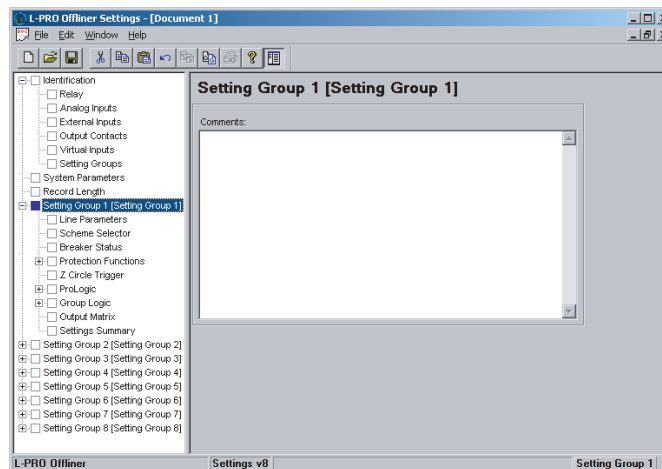 L-PRO Offliner Settings - [Document 1]
File Edit Window Help
Identification
Relay
Analog Inputs
External Inputs
Output Contacts
Virtual Inputs
Setting Groups
System Parameters
Record Length
Setting Group 1 [Setting Group 1]
Line Parameters
Scheme Selector
Breaker Status
Protection Functions
Z Circle Trigger
ProLogic
Group Logic
Output Matrix
Settings Summary
Setting Group 2 [Setting Group 2]
Setting Group 3 [Setting Group 3]
Setting Group 4 [Setting Group 4]
Setting Group 5 [Setting Group 5]
Setting Group 6 [Setting Group 6]
Setting Group 7 [Setting Group 7]
Setting Group 8 [Setting Group 8]
Setting Group 1 [Setting Group 1]
Comments:
L-PRO Offliner Settings v8 Setting Group 1